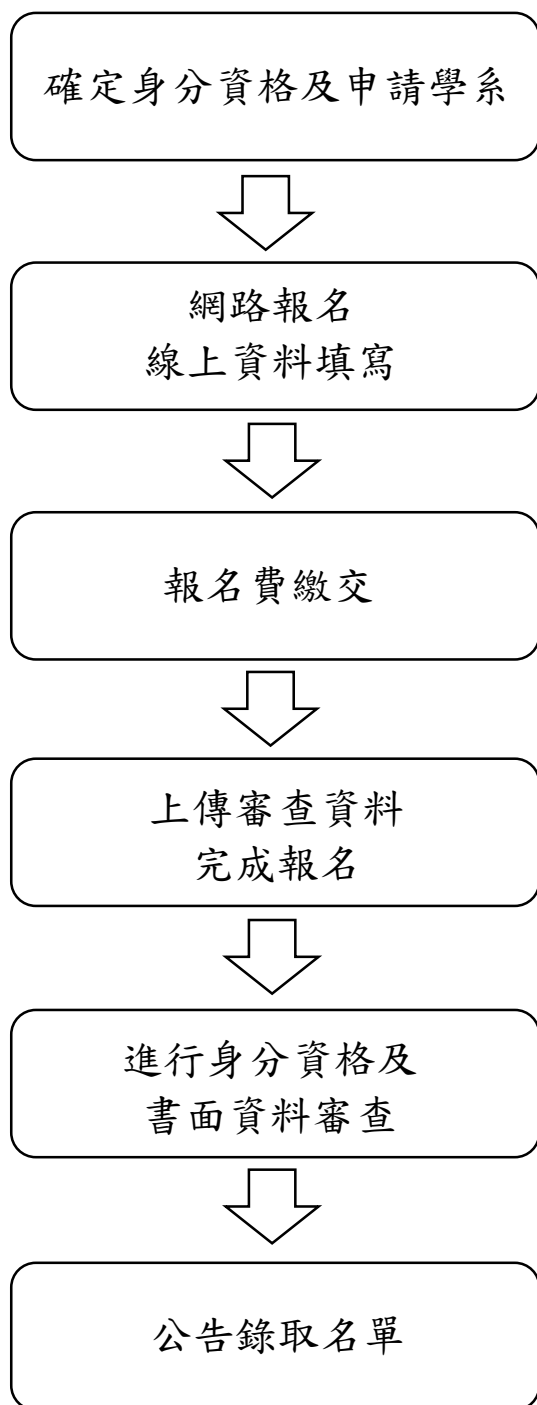 確定身分資格及申請學系
網路報名
線上資料填寫
報名費繳交
上傳審查資料
完成報名
進行身分資格及
書面資料審查
公告錄取名單